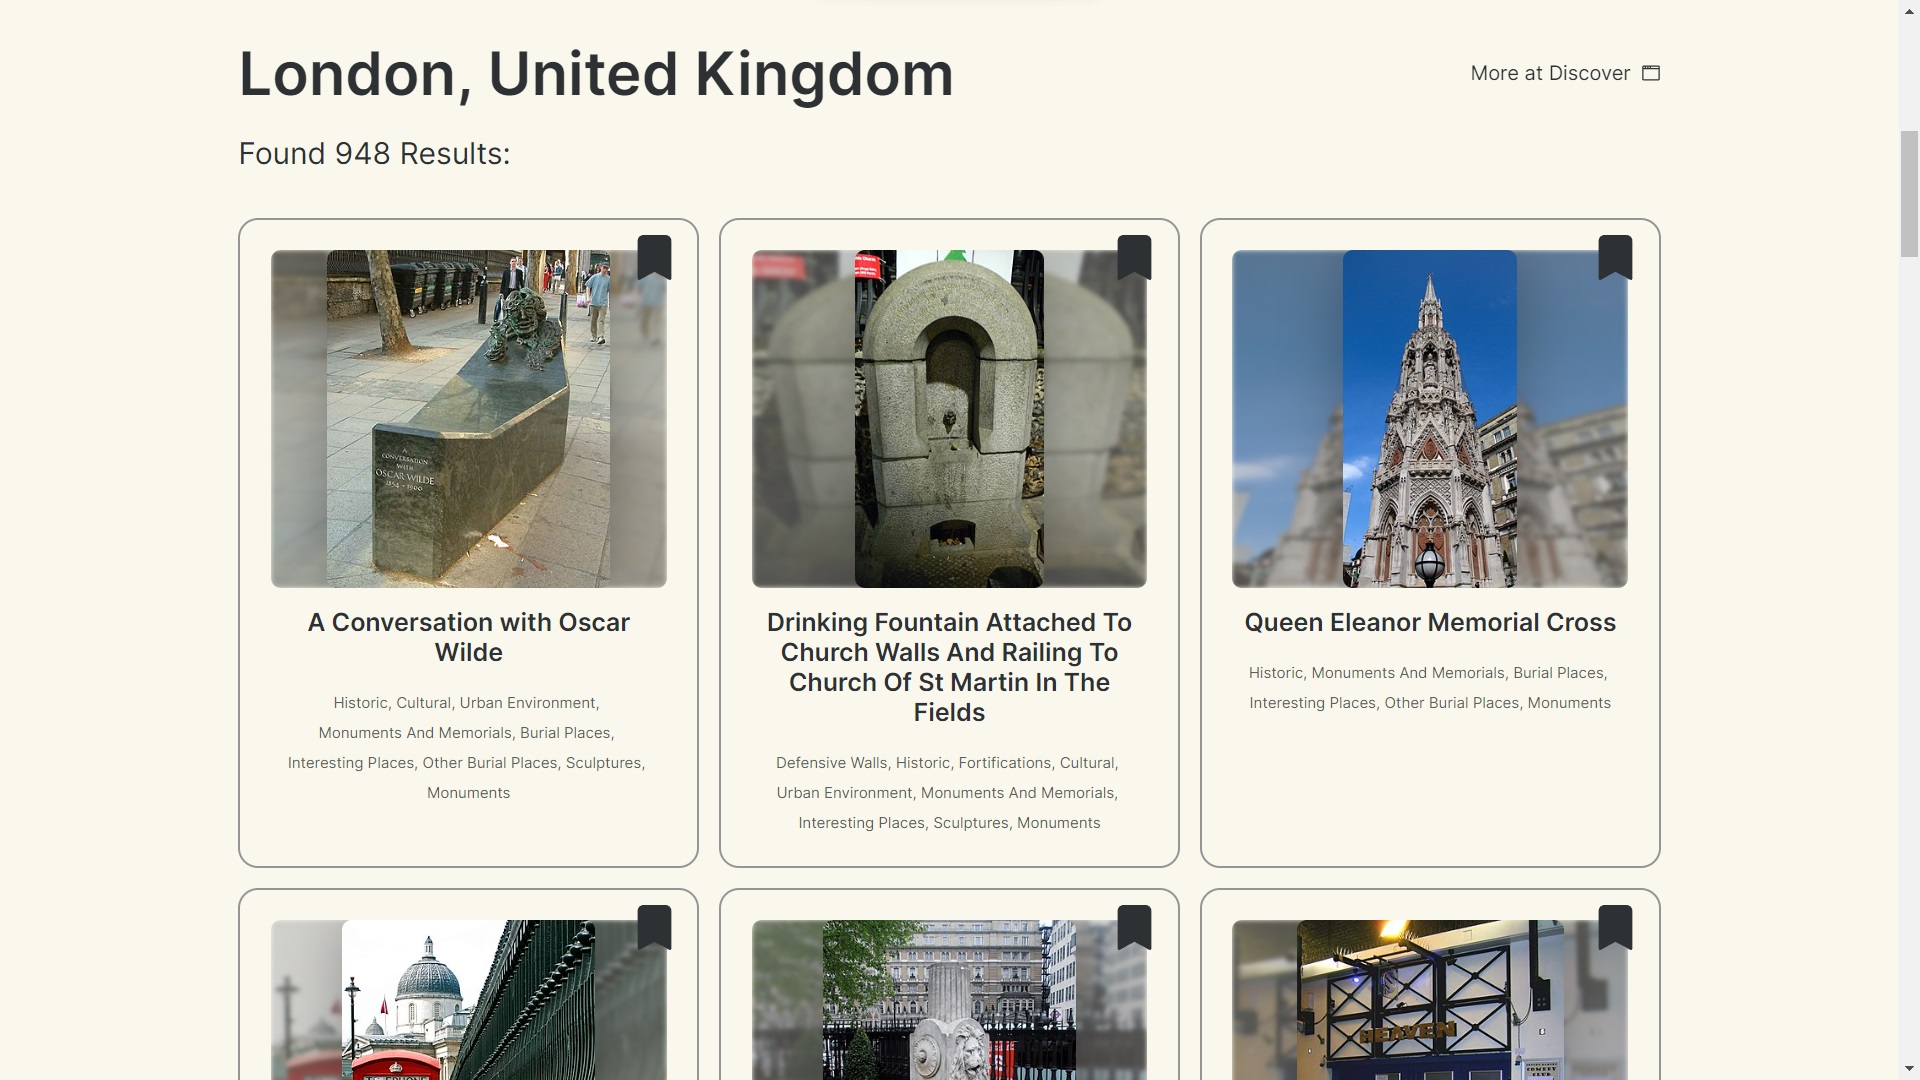 London, United Kingdom
More at Discover
Found 948 Results:
A
CONVERSATION
WITH
OSCAR WILDE
1854 - 1900
A Conversation with Oscar
Wilde
Historic, Cultural, Urban Environment,
Monuments And Memorials, Burial Places,
Interesting Places, Other Burial Places, Sculptures,
Monuments
Drinking Fountain Attached To
Church Walls And Railing To
Church Of St Martin In The
Fields
Defensive Walls, Historic, Fortifications, Cultural,
Urban Environment, Monuments And Memorials,
Interesting Places, Sculptures, Monuments
Queen Eleanor Memorial Cross
Historic, Monuments And Memorials, Burial Places,
Interesting Places, Other Burial Places, Monuments
TELEPHONE
HEAVEN
COMEDY
CLUB